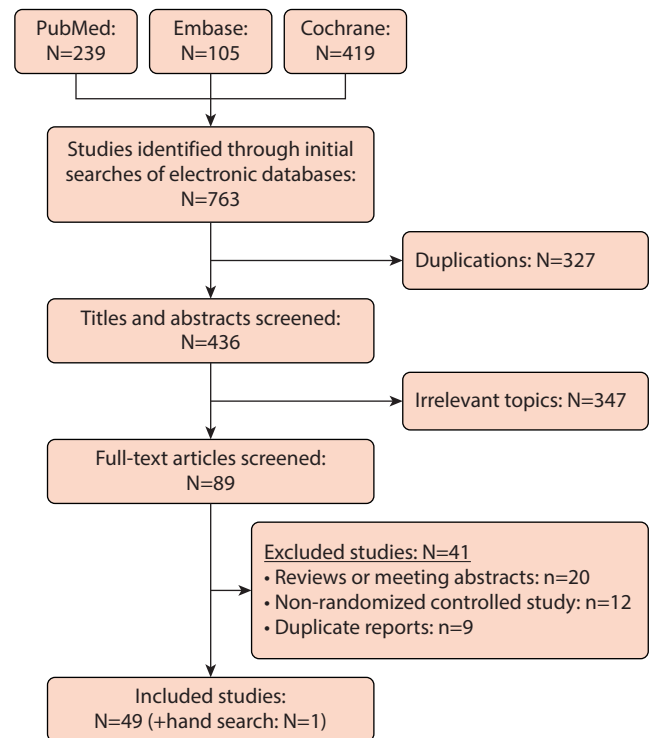 PubMed:
N=239
Embase:
N=105
Cochrane:
N=419
Studies identified through initial
searches of electronic databases:
N=763
Duplications: N=327
Titles and abstracts screened:
N=436
Irrelevant topics: N=347
Full-text articles screened:
N=89
Excluded studies: N=41
• Reviews or meeting abstracts: n=20
• Non-randomized controlled study: n=12
• Duplicate reports: n=9
Included studies:
N=49 (+hand search: N=1)